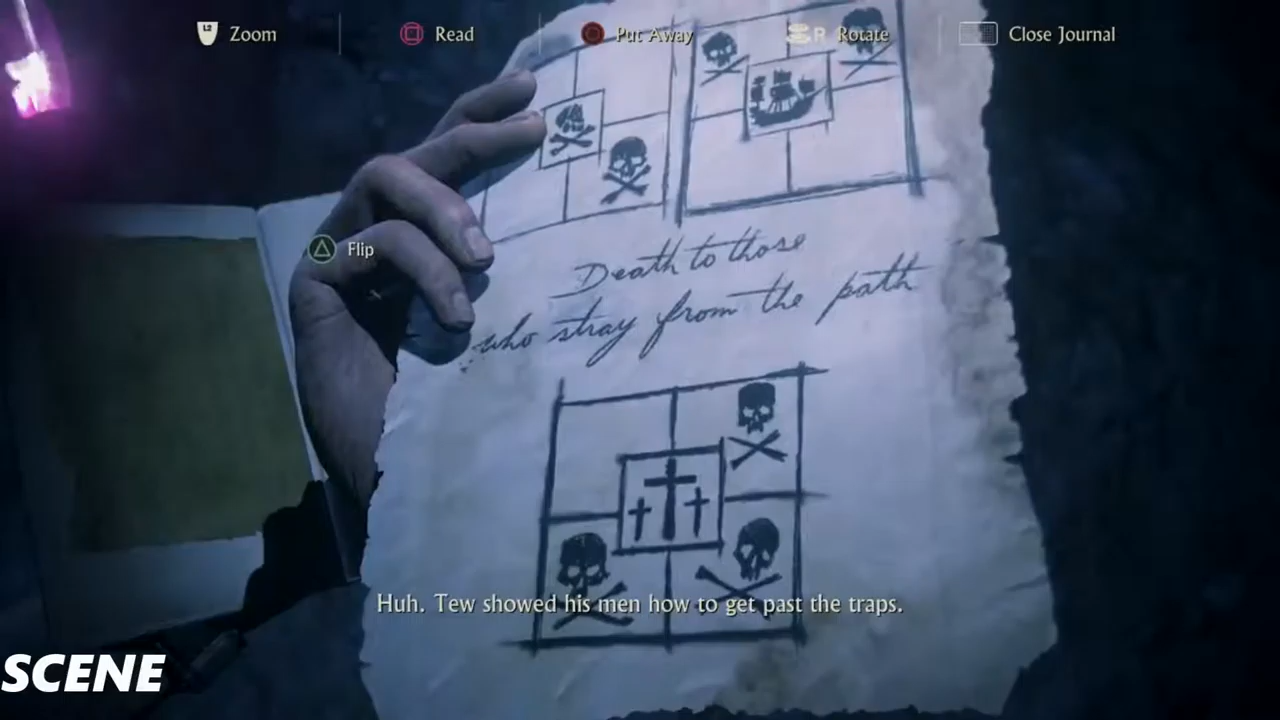 L2 Zoom
Read
Put Away
R Rotate
Close Journal
Flip
Death to those
who stray from the path
Huh. Tew showed his men how to get past the traps.
SCENE